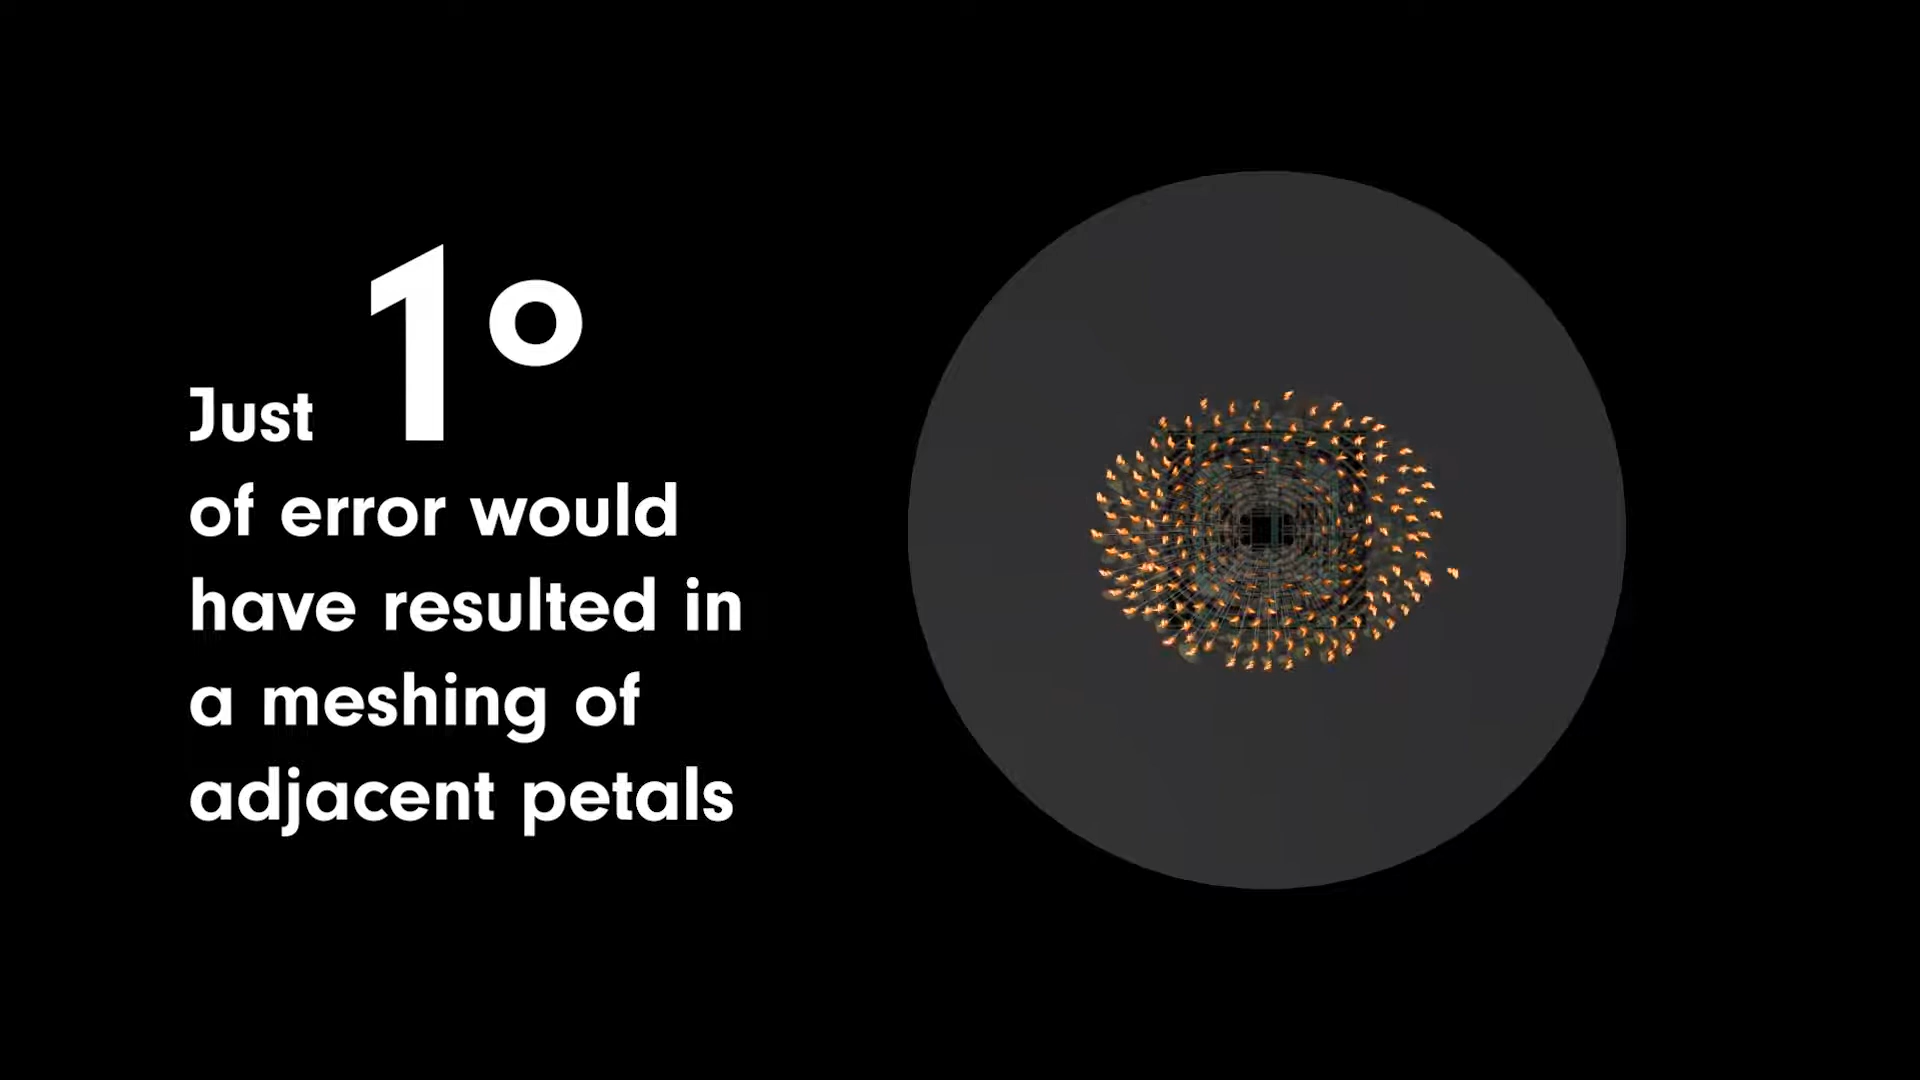 Just 1°
of error would
have resulted in
a meshing of
adjacent petals